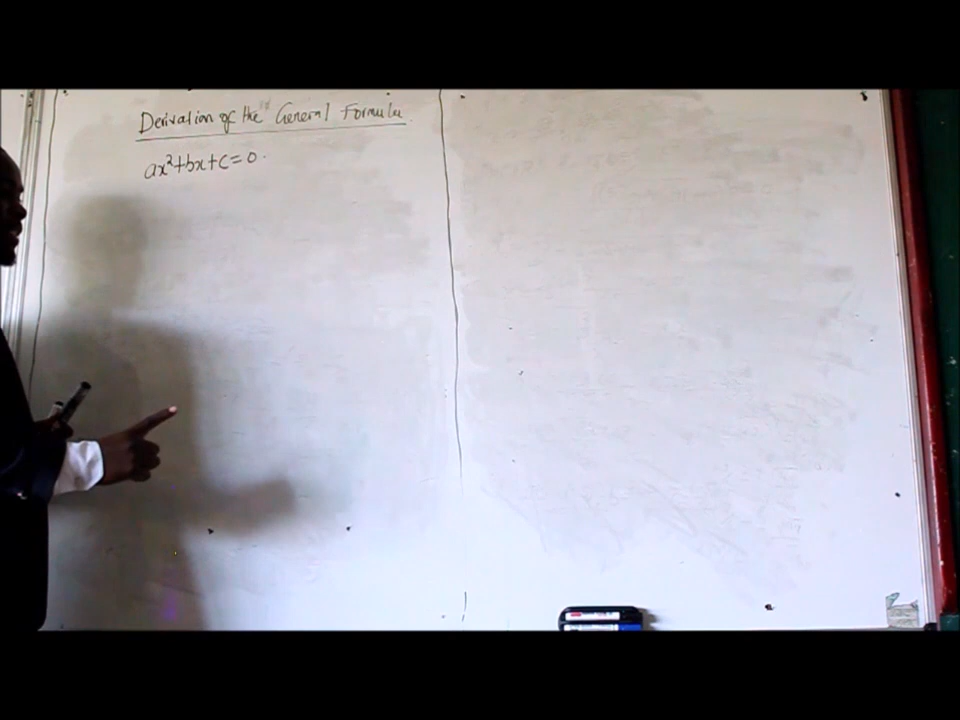 Derivation of the General Formula
ax²+bx+c=0.